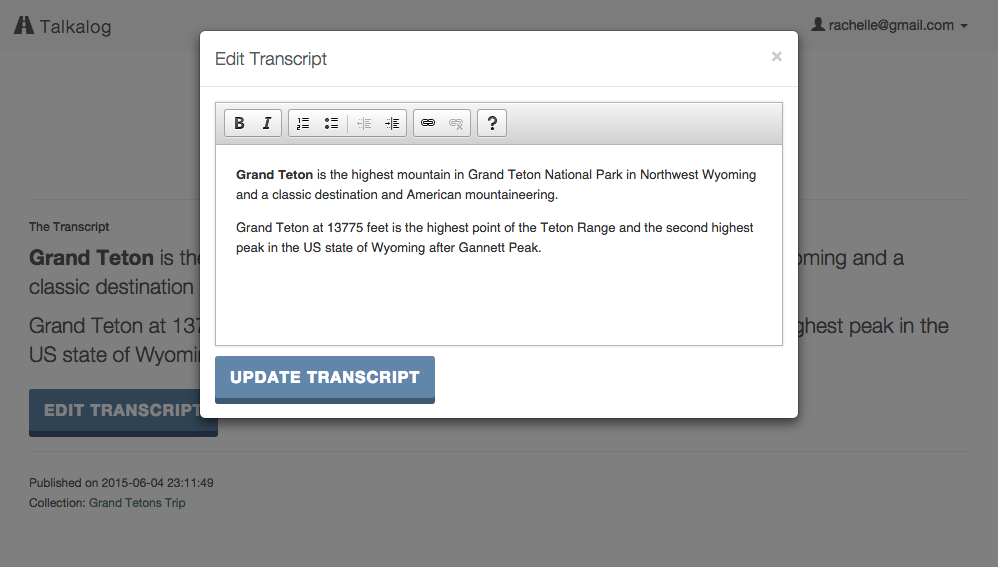 Talkalog
rachelle@gmail.com
Edit Transcript
×
B I ?
Grand Teton is the highest mountain in Grand Teton National Park in Northwest Wyoming
and a classic destination and American mountaineering.
Grand Teton at 13775 feet is the highest point of the Teton Range and the second highest
peak in the US state of Wyoming after Gannett Peak.
UPDATE TRANSCRIPT
The Transcript
Grand Teton is the
oming and a
classic destination
Grand Teton at 137
ghest peak in the
US state of Wyomi
EDIT TRANSCRIPT
Published on 2015-06-04 23:11:49
Collection: Grand Tetons Trip